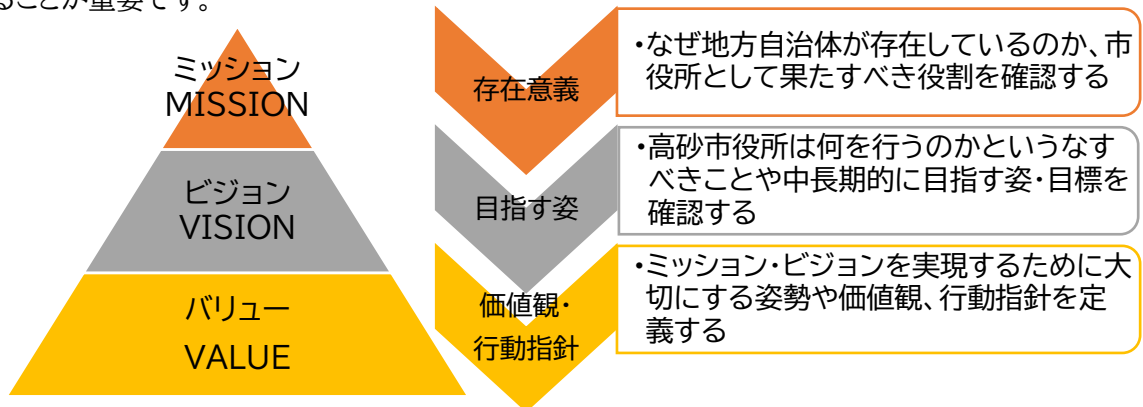 ることが重要です。
ミッション
MISSION
存在意義
・なぜ地方自治体が存在しているのか、市
役所として果たすべき役割を確認する
ビジョン
VISION
目指す姿
・高砂市役所は何を行うのかというなす
べきことや中長期的に目指す姿・目標を
確認する
バリュー
VALUE
価値観・
行動指針
・ミッション・ビジョンを実現するために大
切にする姿勢や価値観、行動指針を定
義する